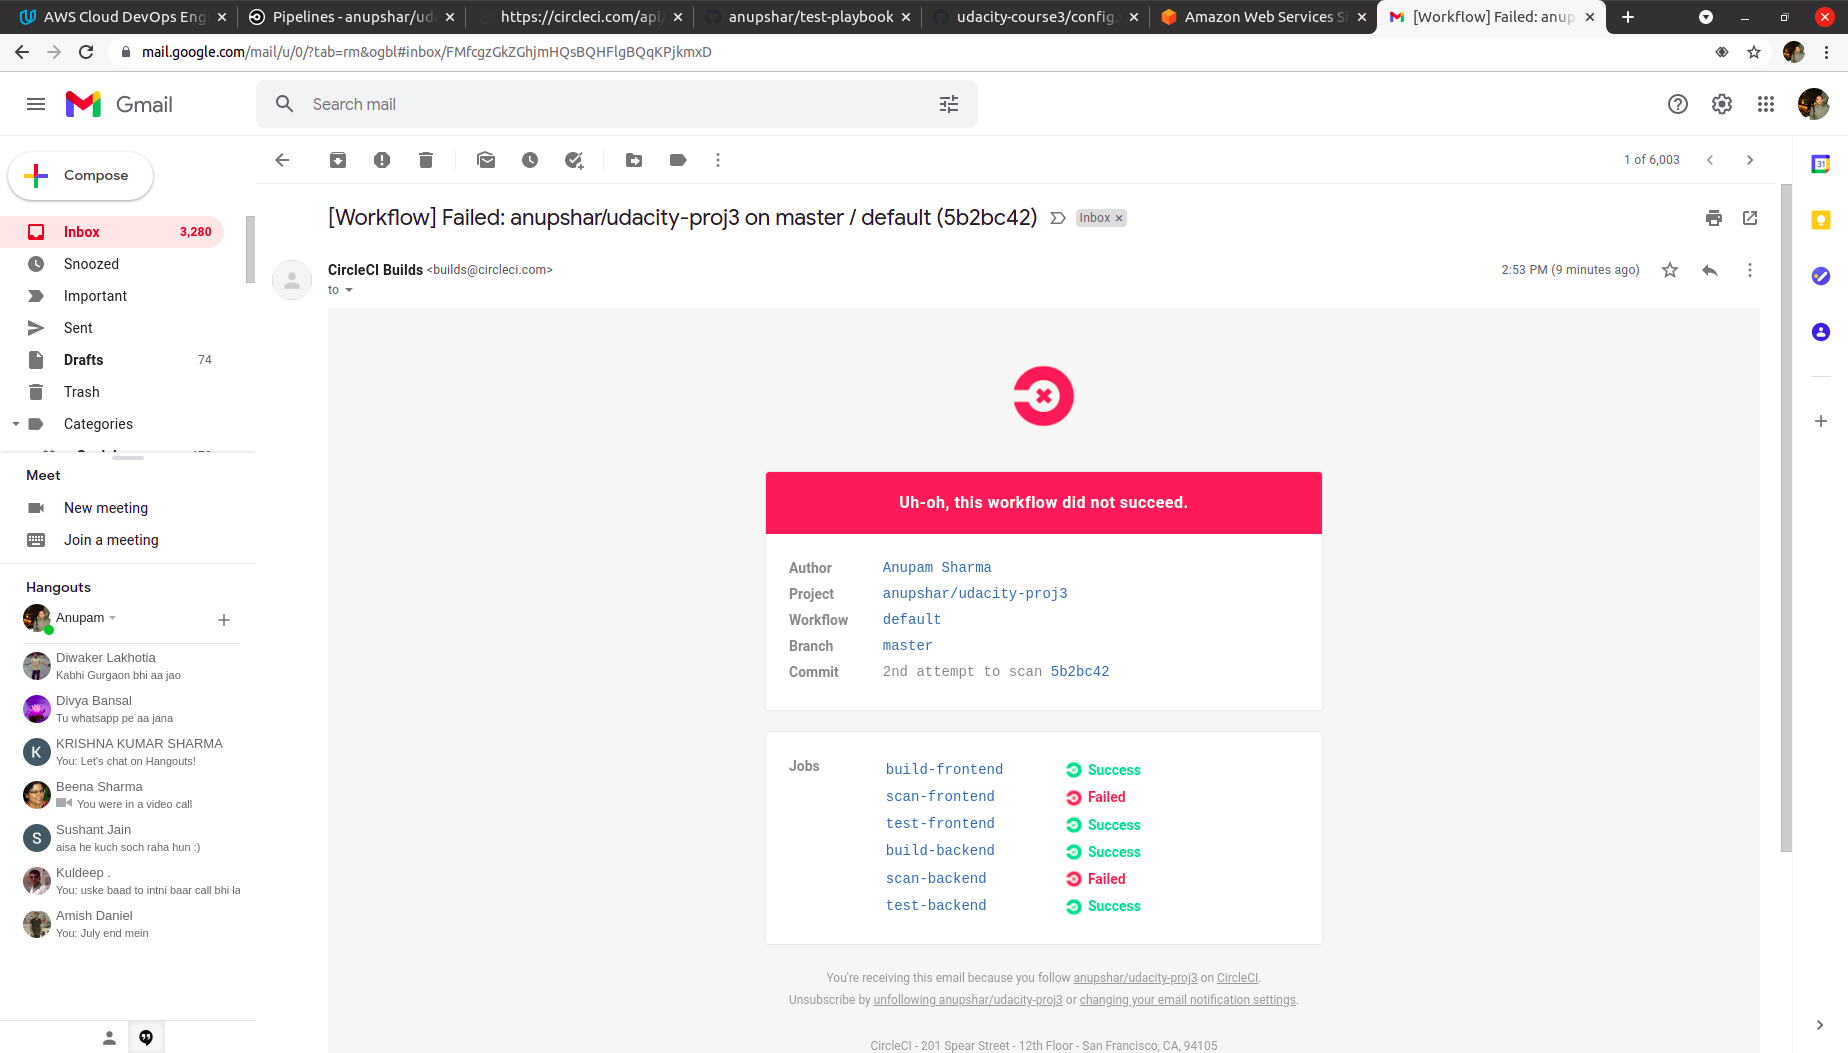 AWS Cloud DevOps Eng
Pipelines - anupshar/uda
https://circleci.com/api/
anupshar/test-playbook
udacity-course3/config.
Amazon Web Services Si
[Workflow] Failed: anup
mail.google.com/mail/u/0/?tab=rm&ogbl#inbox/FMfcgzGkZGhjmHQsBQHFlgBQqKPjkmxD
Gmail
Search mail
Compose
1 of 6,003
Inbox 3,280
Snoozed
Important
Sent
Drafts 74
Trash
Categories
Meet
New meeting
Join a meeting
Hangouts
Anupam
Diwaker Lakhotia
Kabhi Gurgaon bhi aa jao
Divya Bansal
Tu whatsapp pe aa jana
K
KRISHNA KUMAR SHARMA
You: Let's chat on Hangouts!
Beena Sharma
You were in a video call
S
Sushant Jain
aisa he kuch soch raha hun :)
Kuldeep .
You: uske baad to intni baar call bhi la
Amish Daniel
You: July end mein
[Workflow] Failed: anupshar/udacity-proj3 on master / default (5b2bc42)
Inbox
CircleCI Builds <builds@circleci.com>
2:53 PM (9 minutes ago)
to
Uh-oh, this workflow did not succeed.
Author Anupam Sharma
Project anupshar/udacity-proj3
Workflow default
Branch master
Commit 2nd attempt to scan 5b2bc42
Jobs
build-frontend Success
scan-frontend Failed
test-frontend Success
build-backend Success
scan-backend Failed
test-backend Success
You're receiving this email because you follow anupshar/udacity-proj3 on CircleCI.
Unsubscribe by unfollowing anupshar/udacity-proj3 or changing your email notification settings.
CircleCI - 201 Spear Street - 12th Floor - San Francisco, CA, 94105
31